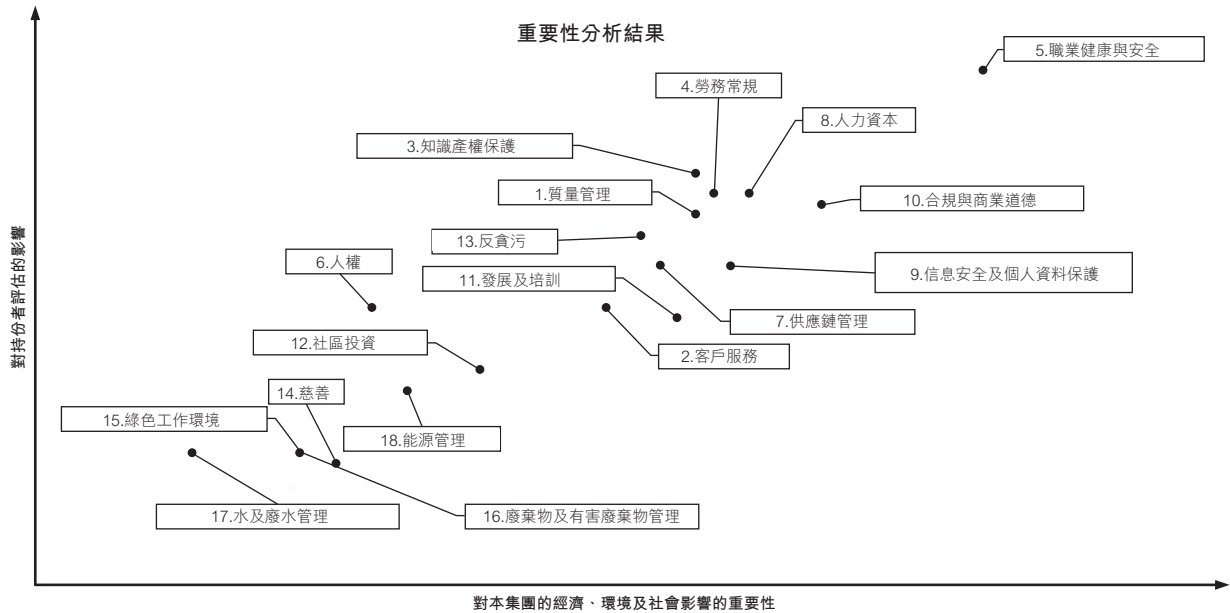 重要性分析結果
5.職業健康與安全
4.勞務常規
8.人力資本
3.知識產權保護
1.質量管理
10.合規與商業道德
13.反貪污
6.人權
11.發展及培訓
9.信息安全及個人資料保護
7.供應鏈管理
12.社區投資
2.客戶服務
14.慈善
15.綠色工作環境
18.能源管理
17.水及廢水管理
16.廢棄物及有害廢棄物管理
對持份者評估的影響
對本集團的經濟、環境及社會影響的重要性